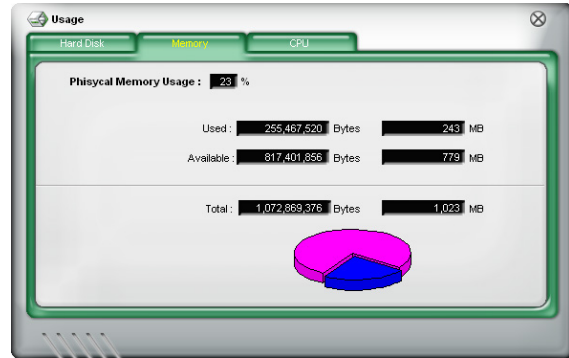 Usage
Hard Disk Memory CPU
Phisycal Memory Usage : 23 %
Used : 255,467,520 Bytes 243 MB
Available : 817,401,856 Bytes 779 MB
Total : 1,072,869,376 Bytes 1,023 MB